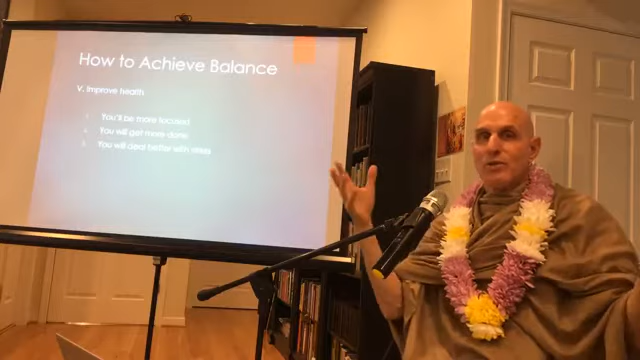 How to Achieve Balance
V. Improve health
You'll be more focused
You will get more done
You will deal better with stress